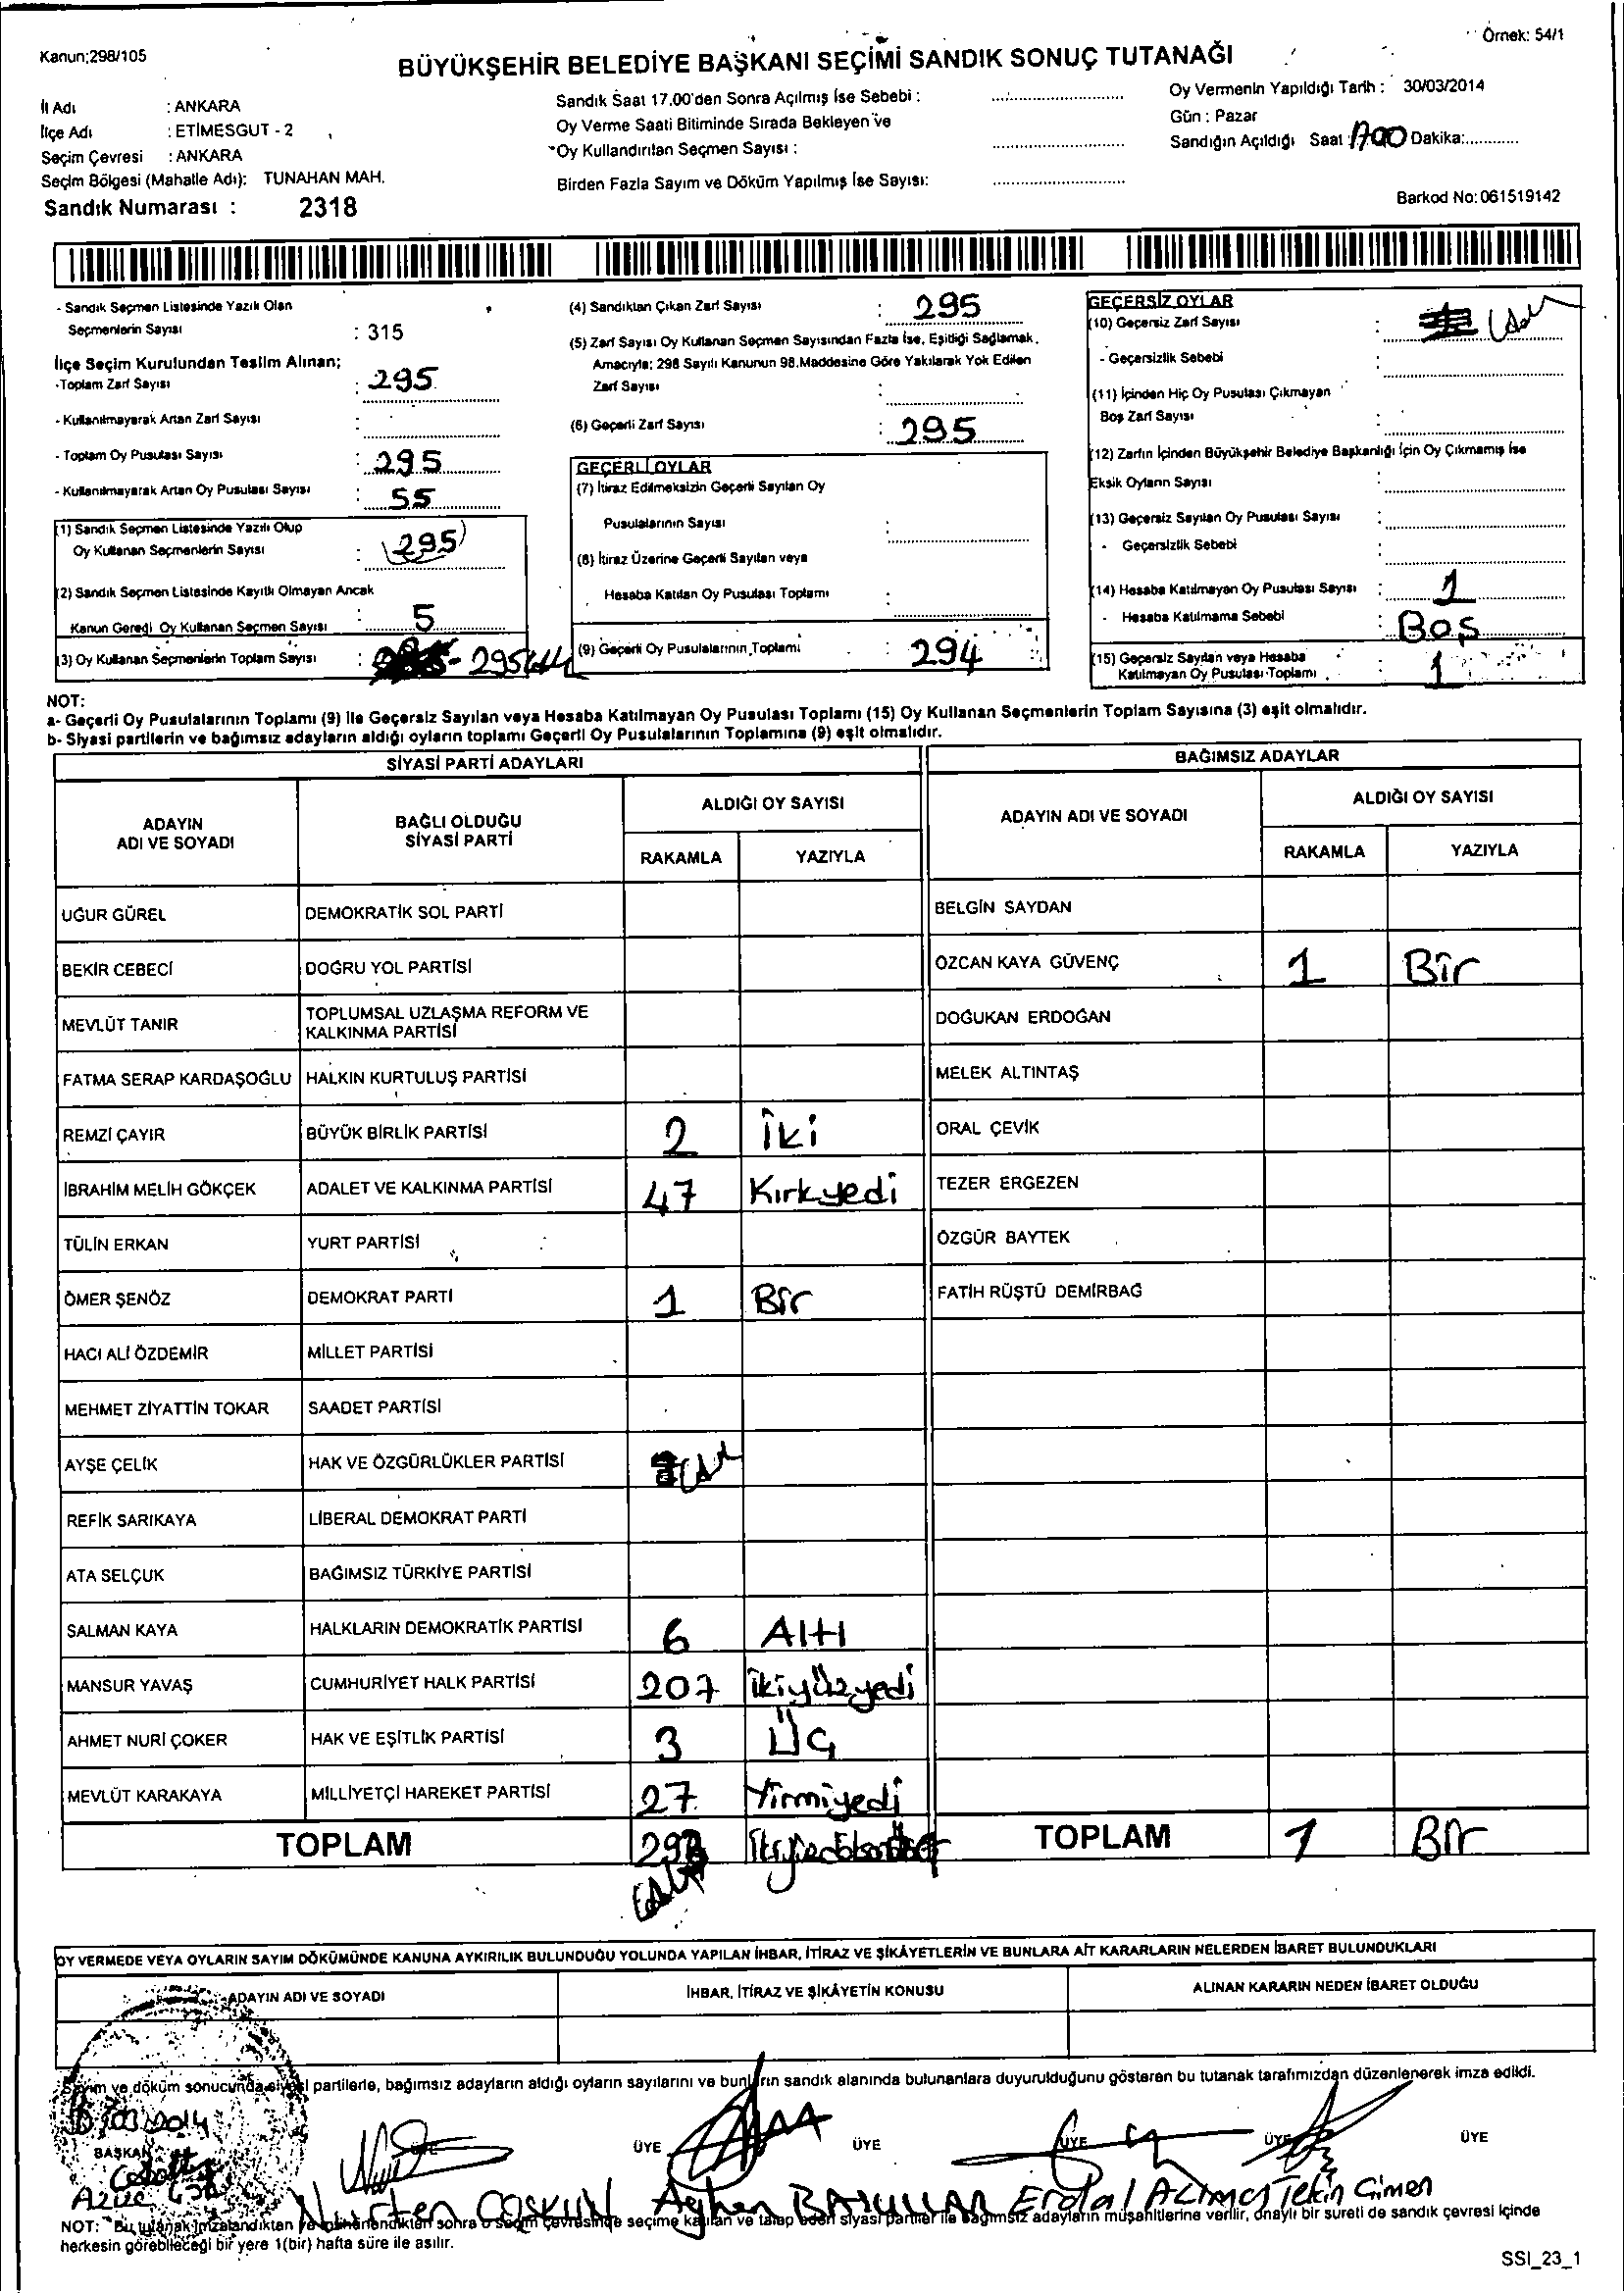 Kanun:298/105
Örnek: 54/1
BÜYÜKŞEHİR BELEDİYE BAŞKANI SEÇİMİ SANDIK SONUÇ TUTANAĞI
İl Adı : ANKARA
İlçe Adı : ETİMESGUT - 2
Seçim Çevresi : ANKARA
Seçim Bölgesi (Mahalle Adı): TUNAHAN MAH.
Sandık Numarası : 2318
Sandık Saat 17.00'den Sonra Açılmış İse Sebebi :
Oy Verme Saati Bitiminde Sırada Bekleyen ve
Oy Kullandırılan Seçmen Sayısı :
Birden Fazla Sayım ve Döküm Yapılmış İse Sayısı:
Oy Vermenin Yapıldığı Tarih : 30/03/2014
Gün : Pazar
Sandığın Açıldığı Saat Dakika:
Barkod No:061519142
- Sandık Seçmen Listesinde Yazılı Olan
Seçmenlerin Sayısı : 315
İlçe Seçim Kurulundan Teslim Alınan;
-Toplam Zarf Sayısı : 295
- Kullanılmayarak Artan Zarf Sayısı :
- Toplam Oy Pusulası Sayısı : 295
- Kullanılmayarak Artan Oy Pusulası Sayısı : 55
(1) Sandık Seçmen Listesinde Yazılı Olup
Oy Kullanan Seçmenlerin Sayısı : 295
(2) Sandık Seçmen Listesinde Kayıtlı Olmayan Ancak
Kanun Gereği Oy Kullanan Seçmen Sayısı : 5
(3) Oy Kullanan Seçmenlerin Toplam Sayısı : 295
(4) Sandıktan Çıkan Zarf Sayısı : 295
(5) Zarf Sayısı Oy Kullanan Seçmen Sayısından Fazla İse, Eşitliği Sağlamak
Amacıyla; 298 Sayılı Kanunun 98.Maddesine Göre Yakılarak Yok Edilen
Zarf Sayısı :
(6) Geçerli Zarf Sayısı : 295
GEÇERLİ OYLAR
(7) İtiraz Edilmeksizin Geçerli Sayılan Oy
Pusulalarının Sayısı :
(8) İtiraz Üzerine Geçerli Sayılan veya
Hesaba Katılan Oy Pusulası Toplamı :
(9) Geçerli Oy Pusulalarının Toplamı : 294
GEÇERSİZ OYLAR
(10) Geçersiz Zarf Sayısı :
- Geçersizlik Sebebi :
(11) İçinden Hiç Oy Pusulası Çıkmayan
Boş Zarf Sayısı :
(12) Zarfın İçinden Büyükşehir Belediye Başkanlığı İçin Oy Çıkmamış İse
Eksik Oyların Sayısı :
(13) Geçersiz Sayılan Oy Pusulası Sayısı :
- Geçersizlik Sebebi :
(14) Hesaba Katılmayan Oy Pusulası Sayısı : 1
- Hesaba Katılmama Sebebi : Boş
(15) Geçersiz Sayılan veya Hesaba
Katılmayan Oy Pusulası Toplamı : 1
NOT:
a- Geçerli Oy Pusulalarının Toplamı (9) ile Geçersiz Sayılan veya Hesaba Katılmayan Oy Pusulası Toplamı (15) Oy Kullanan Seçmenlerin Toplam Sayısına (3) eşit olmalıdır.
b- Siyasi partilerin ve bağımsız adayların aldığı oyların toplamı Geçerli Oy Pusulalarının Toplamına (9) eşit olmalıdır.
SİYASİ PARTİ ADAYLARI
ADAYIN ADI VE SOYADI
BAĞLI OLDUĞU SİYASİ PARTİ
ALDIĞI OY SAYISI
RAKAMLA YAZIYLA
UĞUR GÜREL DEMOKRATİK SOL PARTİ
BEKİR CEBECİ DOĞRU YOL PARTİSİ
MEVLÜT TANIR TOPLUMSAL UZLAŞMA REFORM VE
KALKINMA PARTİSİ
FATMA SERAP KARDAŞOĞLU HALKIN KURTULUŞ PARTİSİ
REMZİ ÇAYIR BÜYÜK BİRLİK PARTİSİ 2 İki
İBRAHİM MELİH GÖKÇEK ADALET VE KALKINMA PARTİSİ 47 Kırkyedi
TÜLİN ERKAN YURT PARTİSİ
ÖMER ŞENÖZ DEMOKRAT PARTİ 1 Bir
HACI ALİ ÖZDEMİR MİLLET PARTİSİ
MEHMET ZİYATTİN TOKAR SAADET PARTİSİ
AYŞE ÇELİK HAK VE ÖZGÜRLÜKLER PARTİSİ
REFİK SARIKAYA LİBERAL DEMOKRAT PARTİ
ATA SELÇUK BAĞIMSIZ TÜRKİYE PARTİSİ
SALMAN KAYA HALKLARIN DEMOKRATİK PARTİSİ 6 Altı
MANSUR YAVAŞ CUMHURİYET HALK PARTİSİ 207 ikiyüzyedi
AHMET NURİ ÇOKER HAK VE EŞİTLİK PARTİSİ 3 Üç
MEVLÜT KARAKAYA MİLLİYETÇİ HAREKET PARTİSİ 27 Yirmiyedi
TOPLAM
BAĞIMSIZ ADAYLAR
ADAYIN ADI VE SOYADI
ALDIĞI OY SAYISI
RAKAMLA YAZIYLA
BELGİN SAYDAN
ÖZCAN KAYA GÜVENÇ 1 Bir
DOĞUKAN ERDOĞAN
MELEK ALTINTAŞ
ORAL ÇEVİK
TEZER ERGEZEN
ÖZGÜR BAYTEK
FATİH RÜŞTÜ DEMİRBAĞ
TOPLAM 1 Bir
OY VERMEDE VEYA OYLARIN SAYIM DÖKÜMÜNDE KANUNA AYKIRILIK BULUNDUĞU YOLUNDA YAPILAN İHBAR, İTİRAZ VE ŞİKÂYETLERİN VE BUNLARA AİT KARARLARIN NELERDEN İBARET BULUNDUKLARI
ADAYIN ADI VE SOYADI
İHBAR, İTİRAZ VE ŞİKÂYETİN KONUSU
ALINAN KARARIN NEDEN İBARET OLDUĞU
Sayım ve döküm sonucunda siyasi partilerle, bağımsız adayların aldığı oyların sayılarını ve bunların sandık alanında bulunanlara duyurulduğunu gösteren bu tutanak tarafımızdan düzenlenerek imza edildi.
BAŞKAN ÜYE ÜYE ÜYE ÜYE ÜYE ÜYE
Nurten COŞKUN Erdal Tekin Çimen
NOT: Bu tutanak imzalandıktan ve mühürlendikten sonra o seçim çevresinde seçime katılan ve talep eden siyasi partiler ile bağımsız adayların müşahitlerine verilir, onaylı bir sureti de sandık çevresi içinde
herkesin görebileceği bir yere 1(bir) hafta süre ile asılır.
SSI_23_1